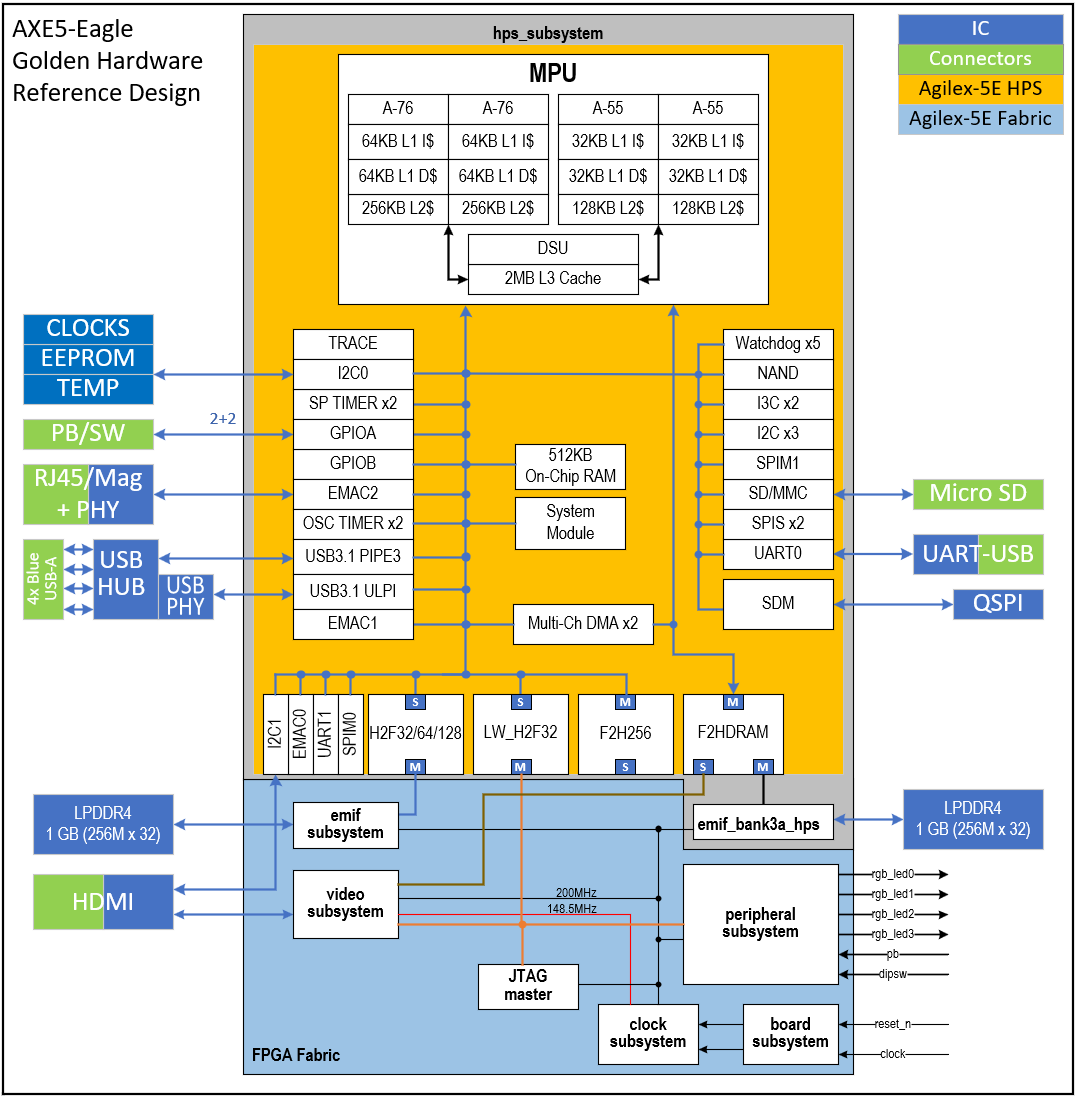 AXE5-Eagle
Golden Hardware
Reference Design
IC
Connectors
Agilex-5E HPS
Agilex-5E Fabric
hps_subsystem
MPU
A-76 A-76 A-55 A-55
64KB L1 I$ 64KB L1 I$ 32KB L1 I$ 32KB L1 I$
64KB L1 D$ 64KB L1 D$ 32KB L1 D$ 32KB L1 D$
256KB L2$ 256KB L2$ 128KB L2$ 128KB L2$
DSU
2MB L3 Cache
CLOCKS
EEPROM
TEMP
PB/SW
2+2
RJ45/Mag
+ PHY
4x Blue
USB-A
USB
HUB
USB
PHY
TRACE
I2C0
SP TIMER x2
GPIOA
GPIOB
EMAC2
OSC TIMER x2
USB3.1 PIPE3
USB3.1 ULPI
EMAC1
512KB
On-Chip RAM
System
Module
Multi-Ch DMA x2
Watchdog x5
NAND
I3C x2
I2C x3
SPIM1
SD/MMC
SPIS x2
UART0
SDM
Micro SD
UART-USB
QSPI
I2C1
EMAC0
UART1
SPIM0
S
H2F32/64/128
M
S
LW_H2F32
M
M
F2H256
S
M
F2HDRAM
S M
LPDDR4
1 GB (256M x 32)
emif
subsystem
emif_bank3a_hps
LPDDR4
1 GB (256M x 32)
HDMI
video
subsystem
200MHz
148.5MHz
peripheral
subsystem
rgb_led0
rgb_led1
rgb_led2
rgb_led3
pb
dipsw
JTAG
master
clock
subsystem
board
subsystem
reset_n
clock
FPGA Fabric